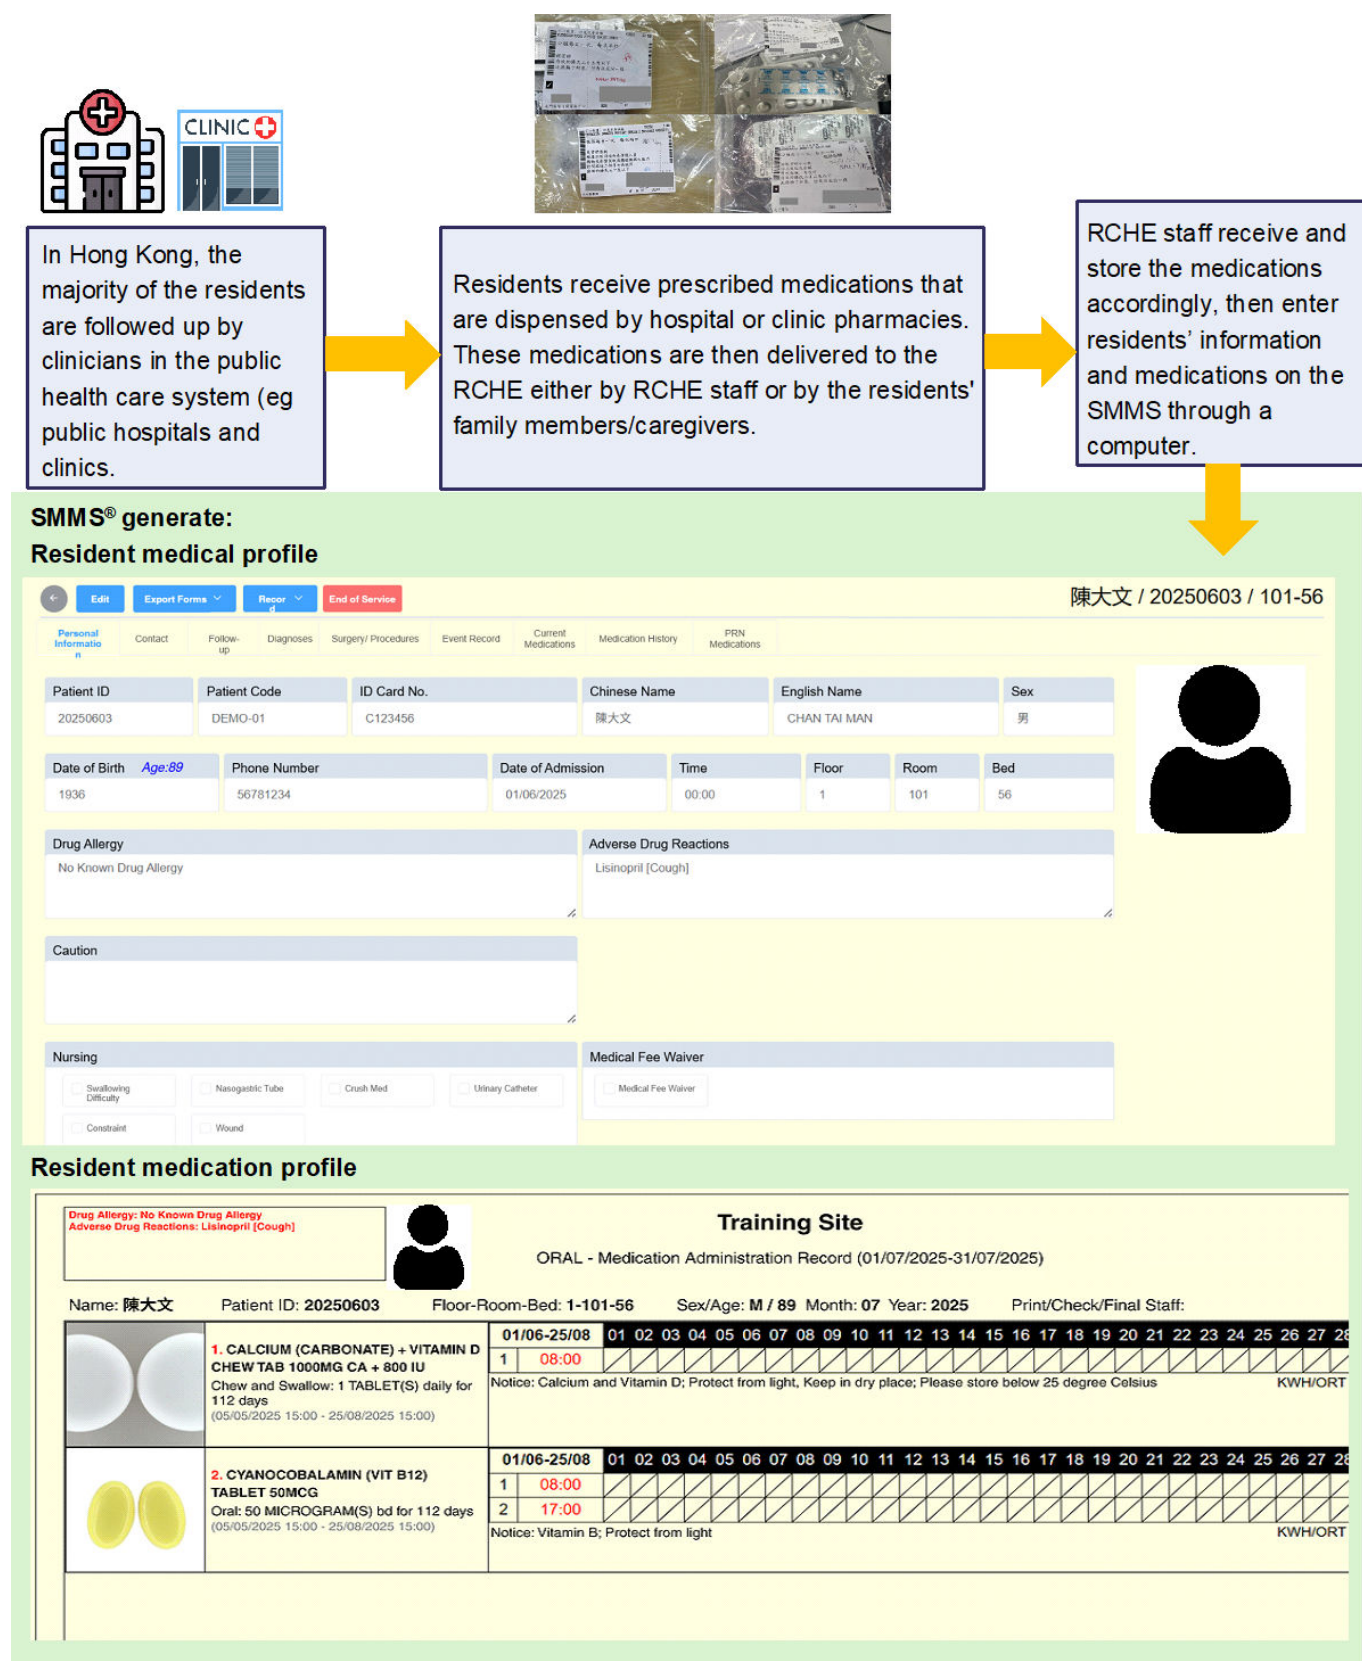 CLINIC
In Hong Kong, the
majority of the residents
are followed up by
clinicians in the public
health care system (eg
public hospitals and
clinics.
Residents receive prescribed medications that
are dispensed by hospital or clinic pharmacies.
These medications are then delivered to the
RCHE either by RCHE staff or by the residents'
family members/caregivers.
RCHE staff receive and
store the medications
accordingly, then enter
residents’ information
and medications on the
SMMS through a
computer.
SMMS® generate:
Resident medical profile
Edit Export Forms Recor
d End of Service 陳大文 / 20250603 / 101-56
Personal
Informatio
n
Contact
Follow-
up
Diagnoses
Surgery/ Procedures
Event Record
Current
Medications
Medication History
PRN
Medications
Patient ID Patient Code ID Card No. Chinese Name English Name Sex
20250603 DEMO-01 C123456 陳大文 CHAN TAI MAN 男
Date of Birth Age:89 Phone Number Date of Admission Time Floor Room Bed
1936 56781234 01/06/2025 00:00 1 101 56
Drug Allergy Adverse Drug Reactions
No Known Drug Allergy Lisinopril [Cough]
Caution
Nursing Medical Fee Waiver
Swallowing
Difficulty
Nasogastric Tube Crush Med Urinary Catheter Medical Fee Waiver
Constraint Wound
Resident medication profile
Drug Allergy: No Known Drug Allergy
Adverse Drug Reactions: Lisinopril [Cough]
Training Site
ORAL - Medication Administration Record (01/07/2025-31/07/2025)
Name: 陳大文 Patient ID: 20250603 Floor-Room-Bed: 1-101-56 Sex/Age: M / 89 Month: 07 Year: 2025 Print/Check/Final Staff:
1. CALCIUM (CARBONATE) + VITAMIN D
CHEW TAB 1000MG CA + 800 IU
Chew and Swallow: 1 TABLET(S) daily for
112 days
(05/05/2025 15:00 - 25/08/2025 15:00)
01/06-25/08 01 02 03 04 05 06 07 08 09 10 11 12 13 14 15 16 17 18 19 20 21 22 23 24 25 26 27 28
1 08:00
Notice: Calcium and Vitamin D; Protect from light, Keep in dry place; Please store below 25 degree Celsius KWH/ORT
2. CYANOCOBALAMIN (VIT B12)
TABLET 50MCG
Oral: 50 MICROGRAM(S) bd for 112 days
(05/05/2025 15:00 - 25/08/2025 15:00)
01/06-25/08 01 02 03 04 05 06 07 08 09 10 11 12 13 14 15 16 17 18 19 20 21 22 23 24 25 26 27 28
1 08:00
2 17:00
Notice: Vitamin B; Protect from light KWH/ORT